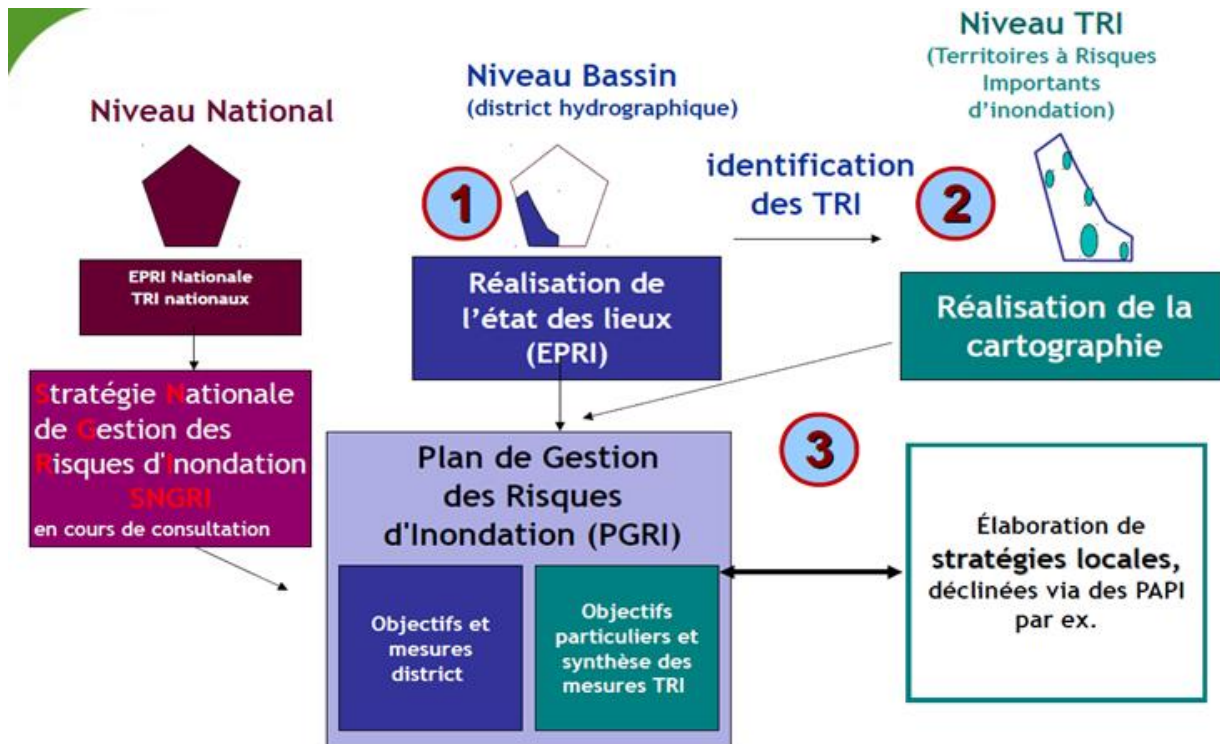 Niveau National
EPRI Nationale
TRI nationaux
Stratégie Nationale
de Gestion des
Risques d'Inondation
SNGRI
en cours de consultation
Niveau Bassin
(district hydrographique)
1
Réalisation de
l’état des lieux
(EPRI)
identification
des TRI
Niveau TRI
(Territoires à Risques
Importants
d’inondation)
2
Réalisation de la
cartographie
3
Plan de Gestion
des Risques
d'Inondation (PGRI)
Objectifs et
mesures
district
Objectifs
particuliers et
synthèse des
mesures TRI
Élaboration de
stratégies locales,
déclinées via des PAPI
par ex.